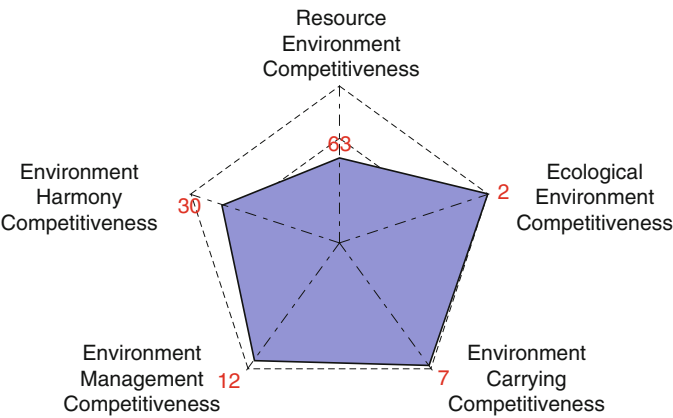 Resource
Environment
Competitiveness
63
Environment
Harmony
Competitiveness
30
Ecological
Environment
Competitiveness
2
Environment
Management
Competitiveness
12
Environment
Carrying
Competitiveness
7